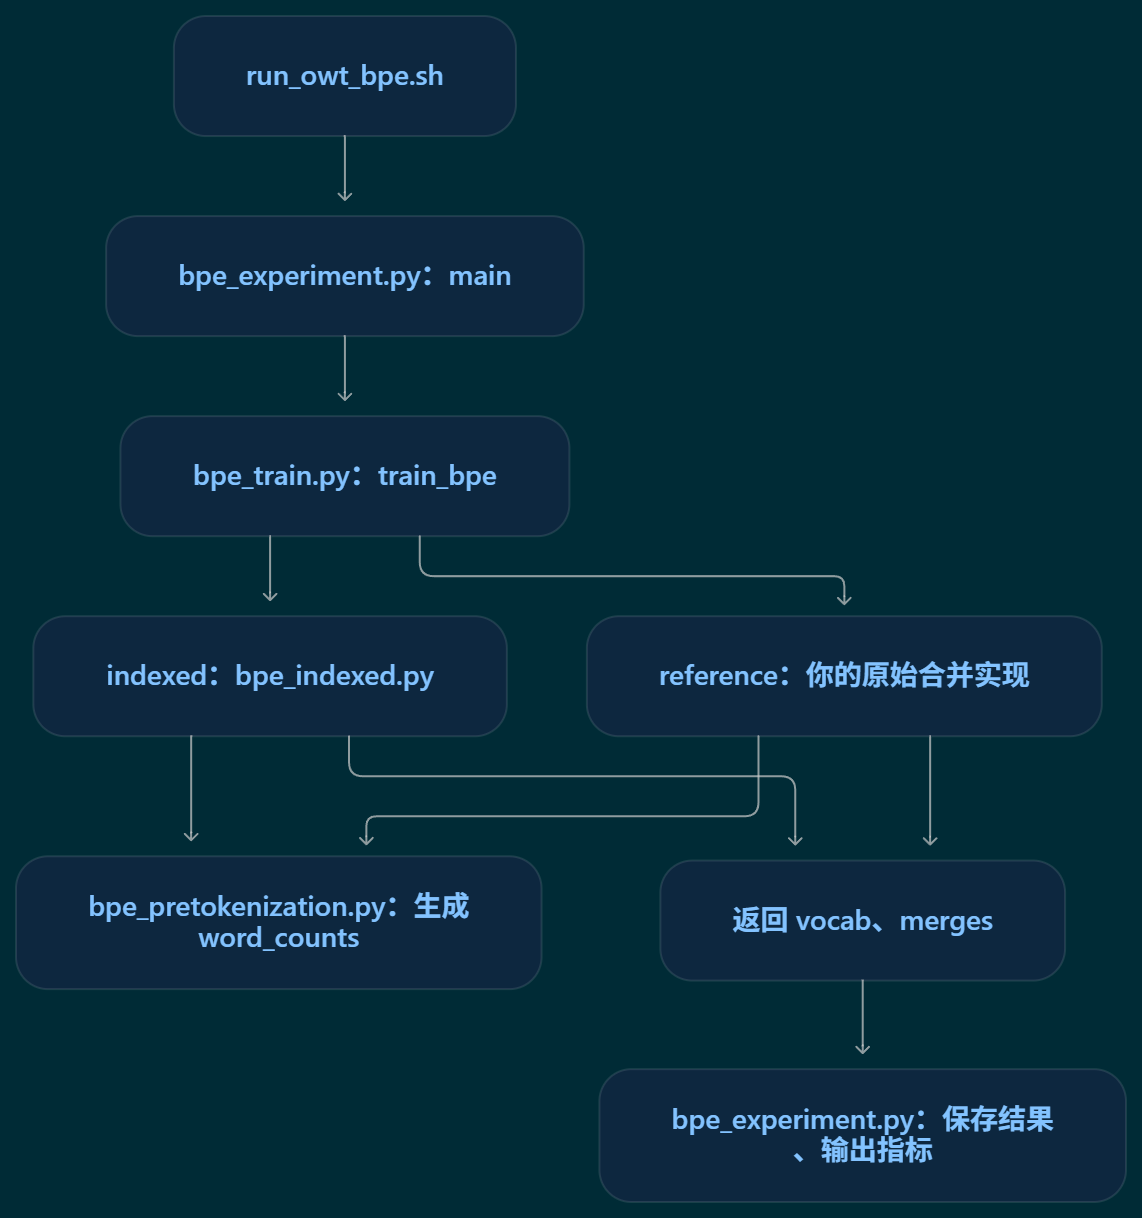 run_owt_bpe.sh
bpe_experiment.py：main
bpe_train.py：train_bpe
indexed：bpe_indexed.py
reference：你的原始合并实现
bpe_pretokenization.py：生成
word_counts
返回 vocab、merges
bpe_experiment.py：保存结果
、输出指标